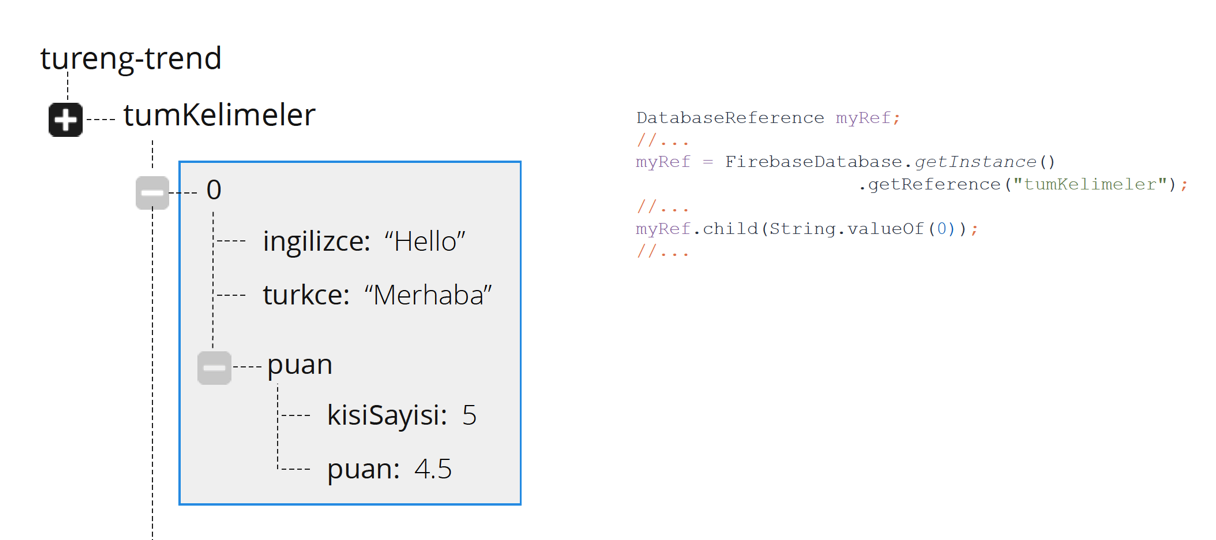 tureng-trend
tumKelimeler
0
ingilizce: “Hello”
turkce: “Merhaba”
puan
kisiSayisi: 5
puan: 4.5
DatabaseReference myRef;
//...
myRef = FirebaseDatabase.getInstance()
.getReference("tumKelimeler");
//...
myRef.child(String.valueOf(0));
//...